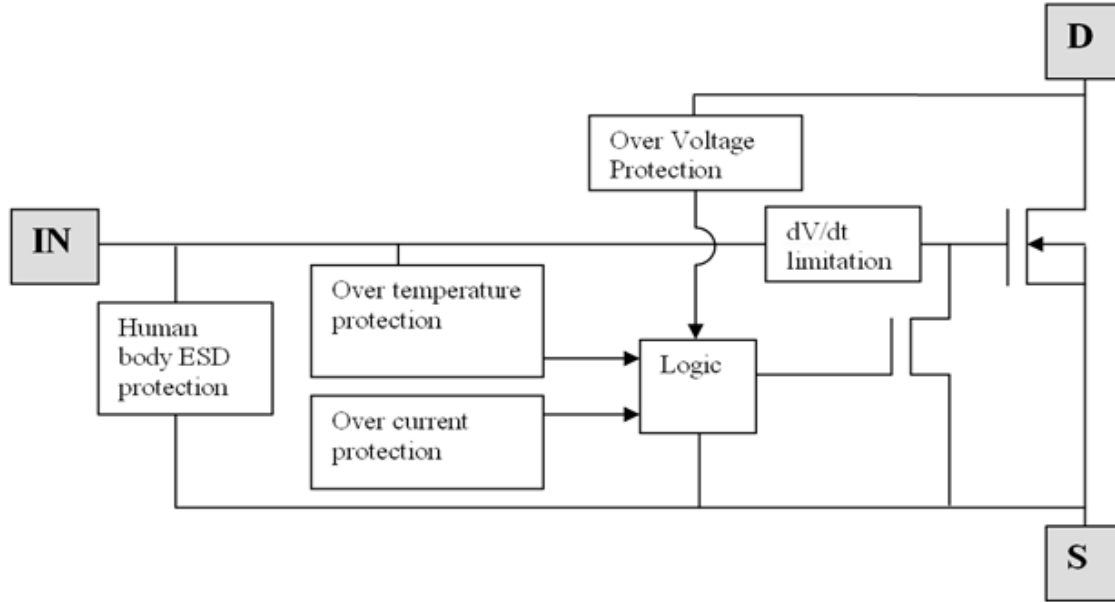 D
Over Voltage
Protection
IN
dV/dt
limitation
Over temperature
protection
Human
body ESD
protection
Logic
Over current
protection
S